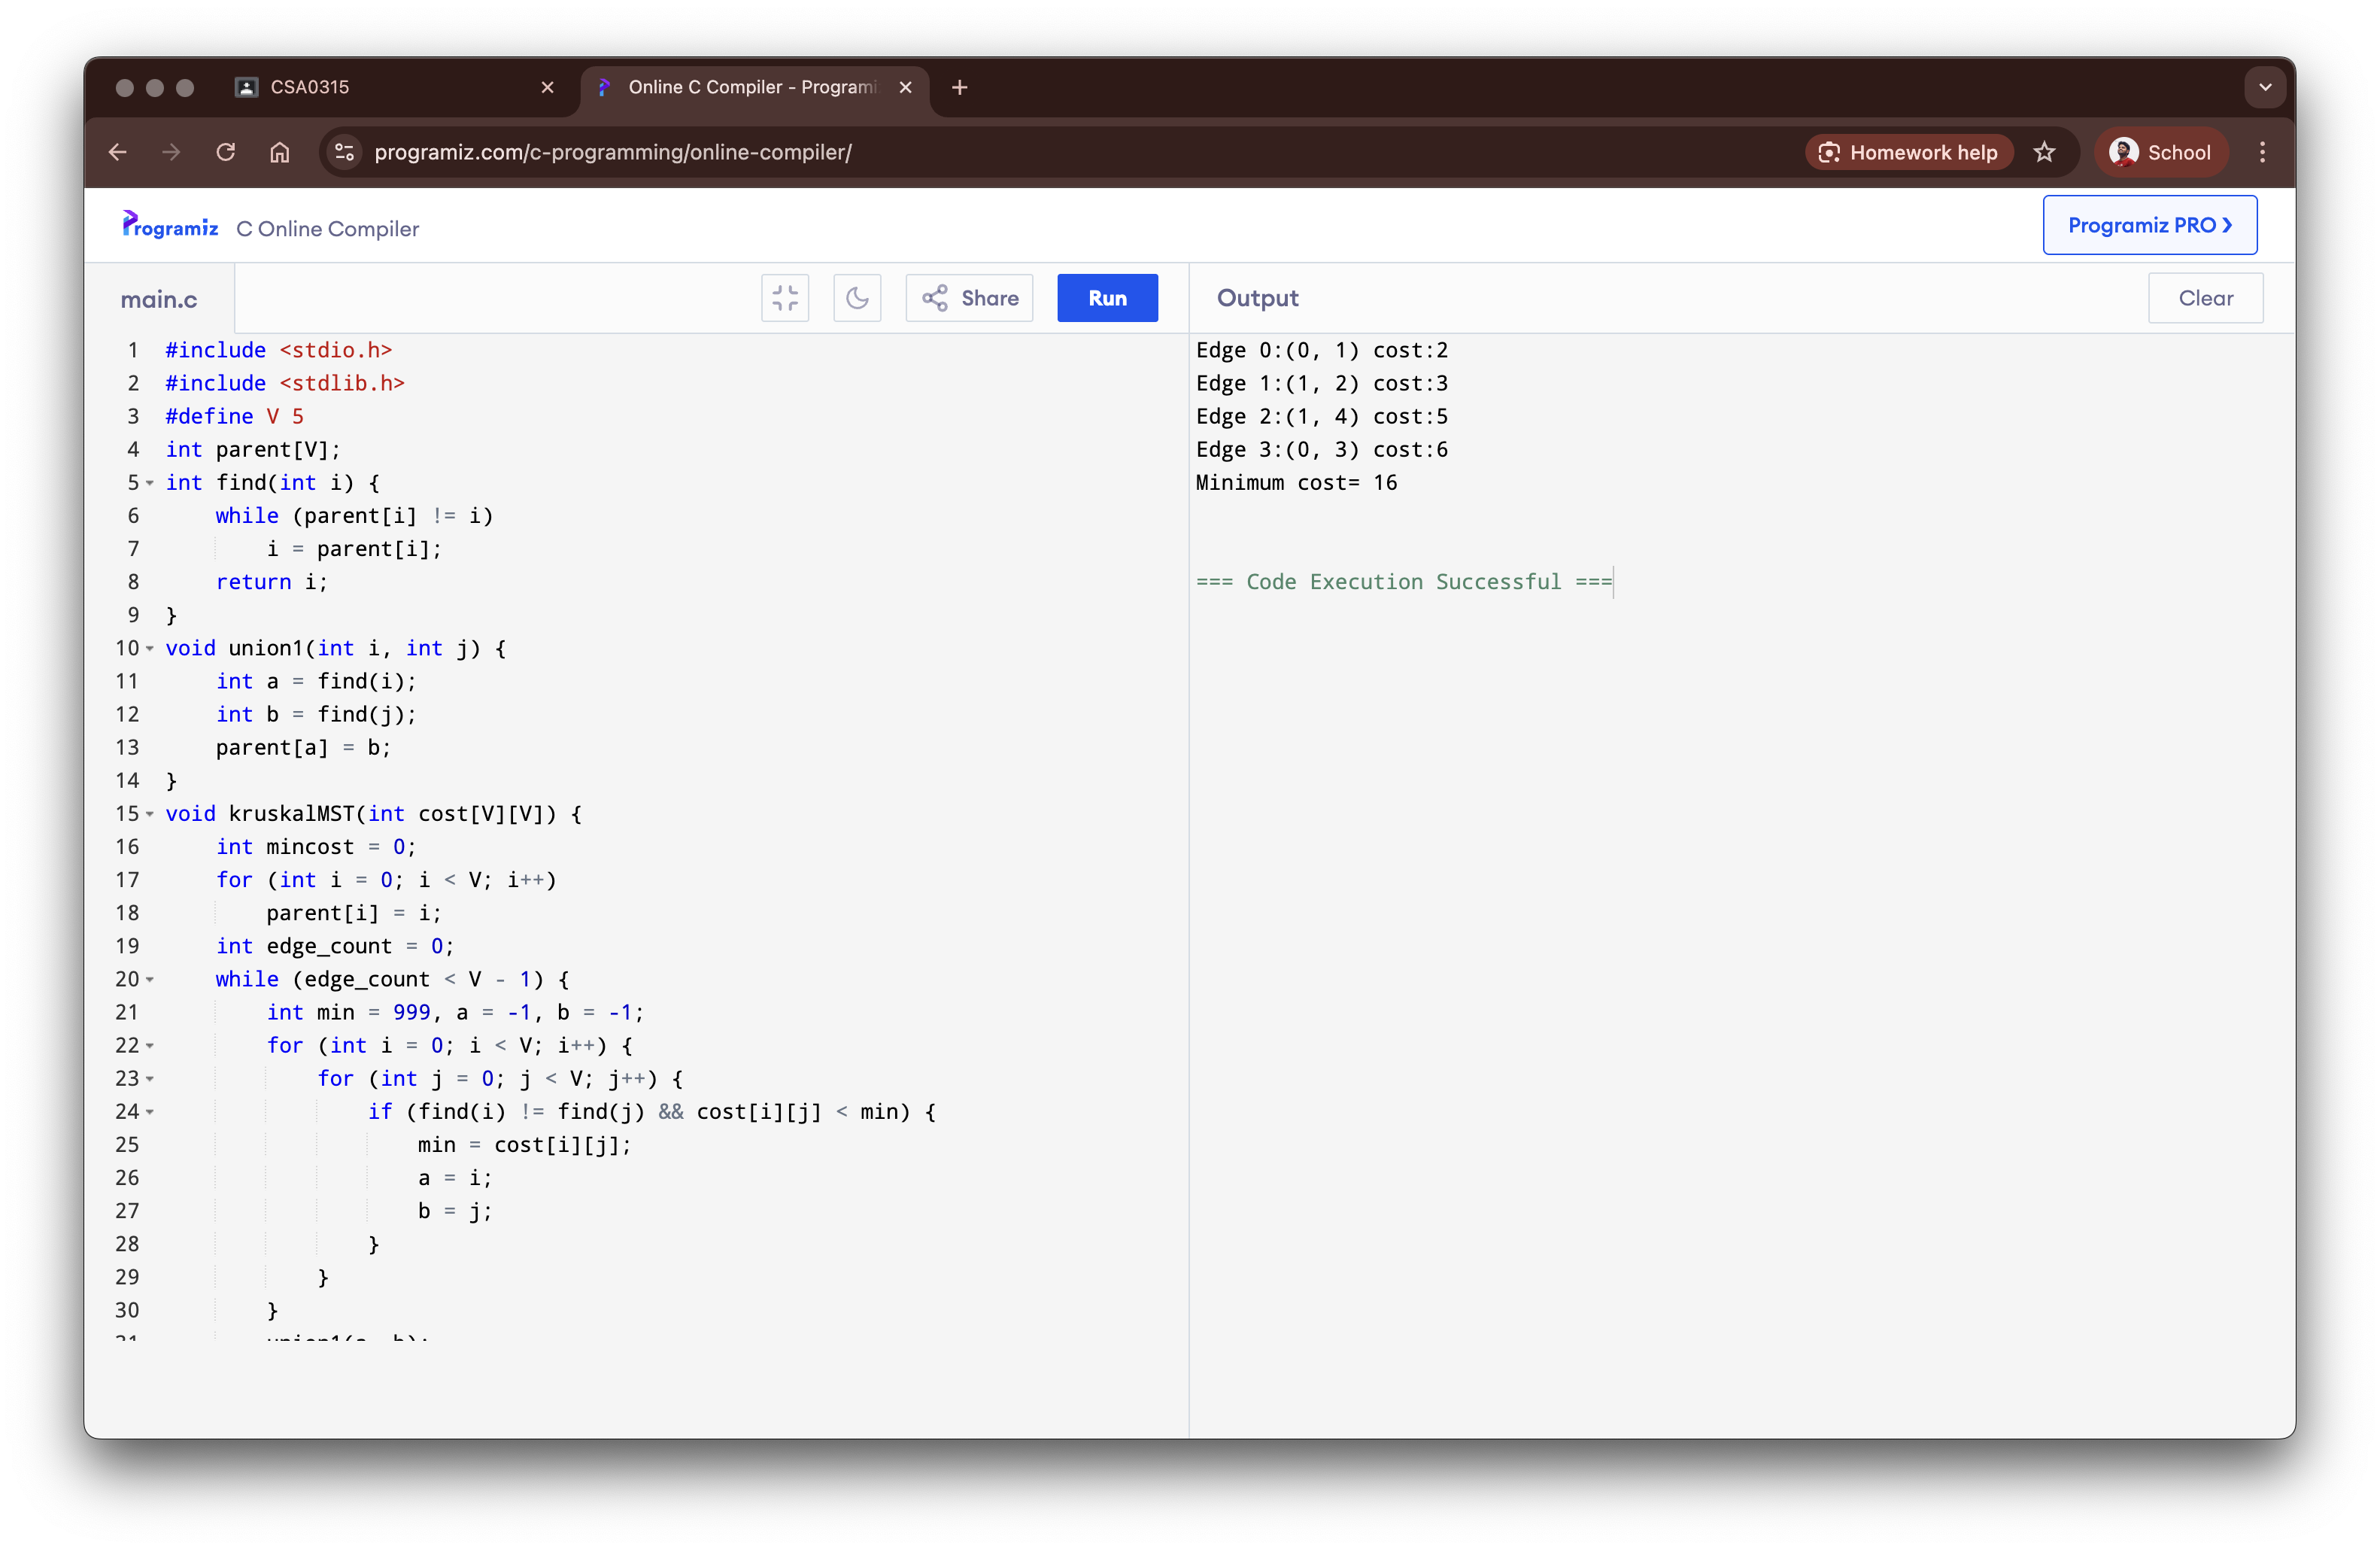 CSA0315
Online C Compiler - Programi
programiz.com/c-programming/online-compiler/
Homework help
School
Programiz C Online Compiler
Programiz PRO
main.c
Share
Run
Output
Clear
1 #include <stdio.h>
2 #include <stdlib.h>
3 #define V 5
4 int parent[V];
5 int find(int i) {
6     while (parent[i] != i)
7         i = parent[i];
8     return i;
9 }
10 void union1(int i, int j) {
11     int a = find(i);
12     int b = find(j);
13     parent[a] = b;
14 }
15 void kruskalMST(int cost[V][V]) {
16     int mincost = 0;
17     for (int i = 0; i < V; i++)
18         parent[i] = i;
19     int edge_count = 0;
20     while (edge_count < V - 1) {
21         int min = 999, a = -1, b = -1;
22         for (int i = 0; i < V; i++) {
23             for (int j = 0; j < V; j++) {
24                 if (find(i) != find(j) && cost[i][j] < min) {
25                     min = cost[i][j];
26                     a = i;
27                     b = j;
28                 }
29             }
30         }
31         union1(a, b);
Edge 0:(0, 1) cost:2
Edge 1:(1, 2) cost:3
Edge 2:(1, 4) cost:5
Edge 3:(0, 3) cost:6
Minimum cost= 16
=== Code Execution Successful ===